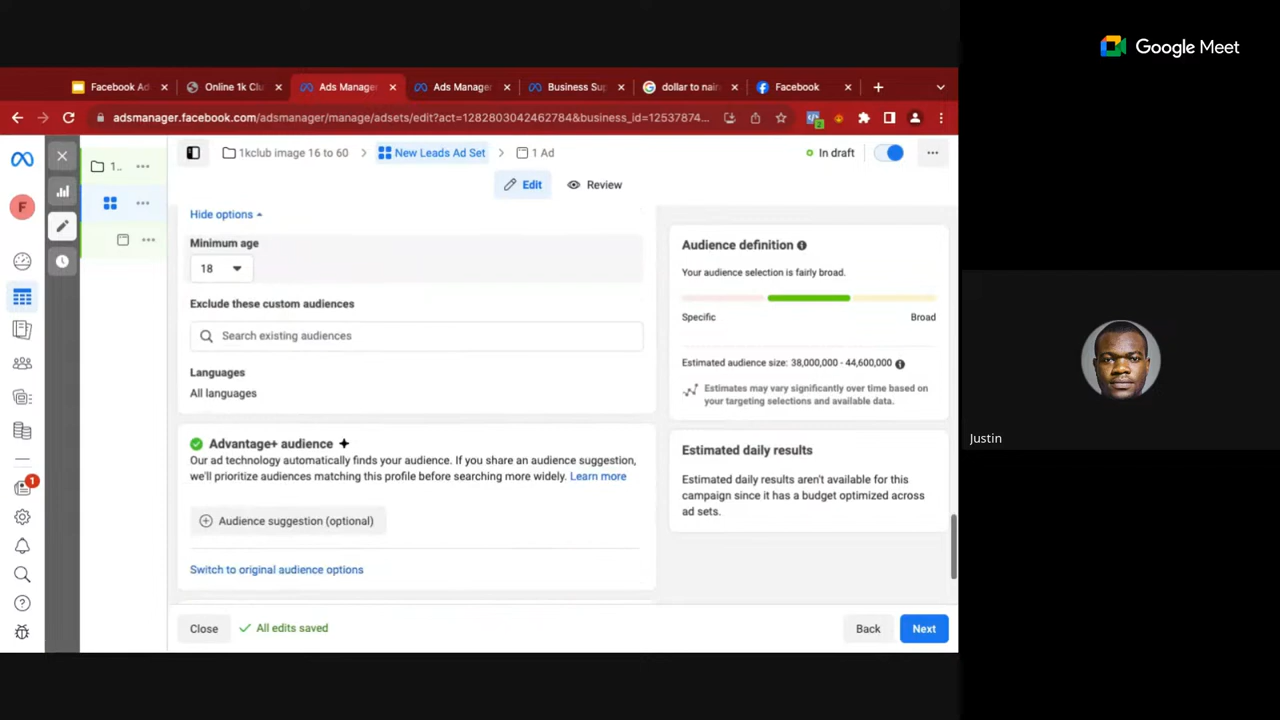 Google Meet
Facebook Ad
Online 1k Clu
Ads Manager
Ads Manager
Business Sup
dollar to nair
Facebook
adsmanager.facebook.com/adsmanager/manage/adsets/edit?act=1282803042462784&business_id=12537874...
2
F
1
1..
1kclub image 16 to 60
New Leads Ad Set
1 Ad
In draft
Edit
Review
Hide options
Minimum age
18
Exclude these custom audiences
Search existing audiences
Languages
All languages
Advantage+ audience
Our ad technology automatically finds your audience. If you share an audience suggestion,
we'll prioritize audiences matching this profile before searching more widely. Learn more
Audience suggestion (optional)
Switch to original audience options
Audience definition
Your audience selection is fairly broad.
Specific
Broad
Estimated audience size: 38,000,000 - 44,600,000
Estimates may vary significantly over time based on
your targeting selections and available data.
Estimated daily results
Estimated daily results aren't available for this
campaign since it has a budget optimized across
ad sets.
Close
All edits saved
Back
Next
Justin